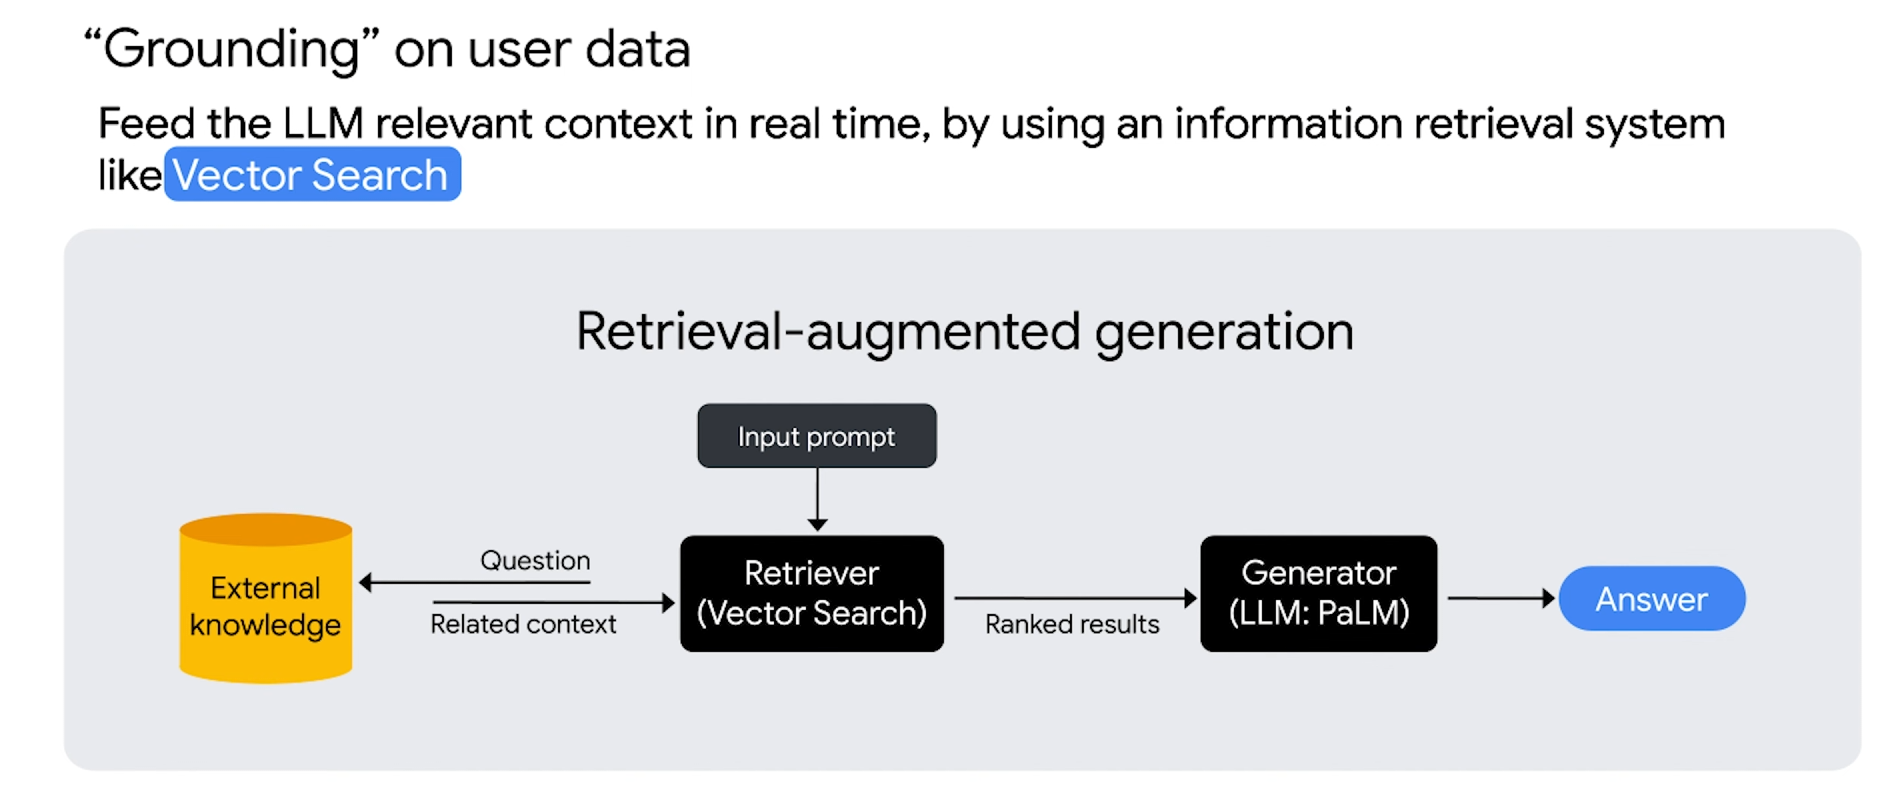 “Grounding” on user data
Feed the LLM relevant context in real time, by using an information retrieval system
like Vector Search
Retrieval-augmented generation
Input prompt
External
knowledge
Question
Related context
Retriever
(Vector Search)
Ranked results
Generator
(LLM: PaLM)
Answer